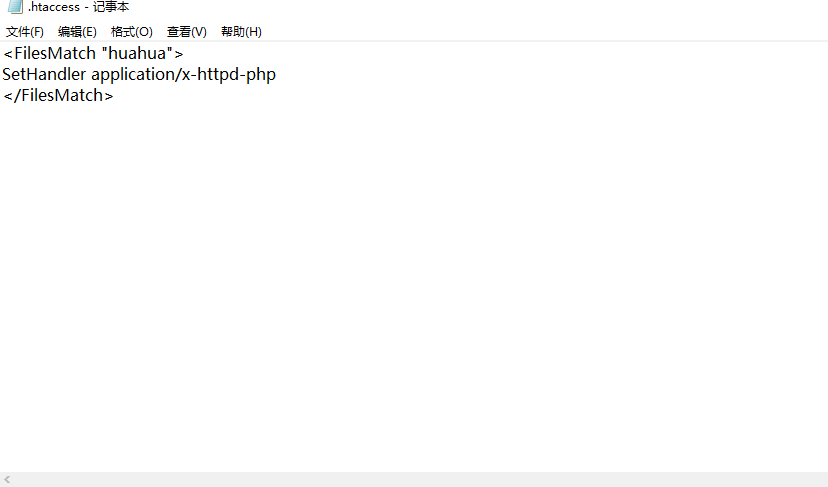 .htaccess - 记事本
文件(F) 编辑(E) 格式(O) 查看(V) 帮助(H)
<FilesMatch "huahua">
SetHandler application/x-httpd-php
</FilesMatch>